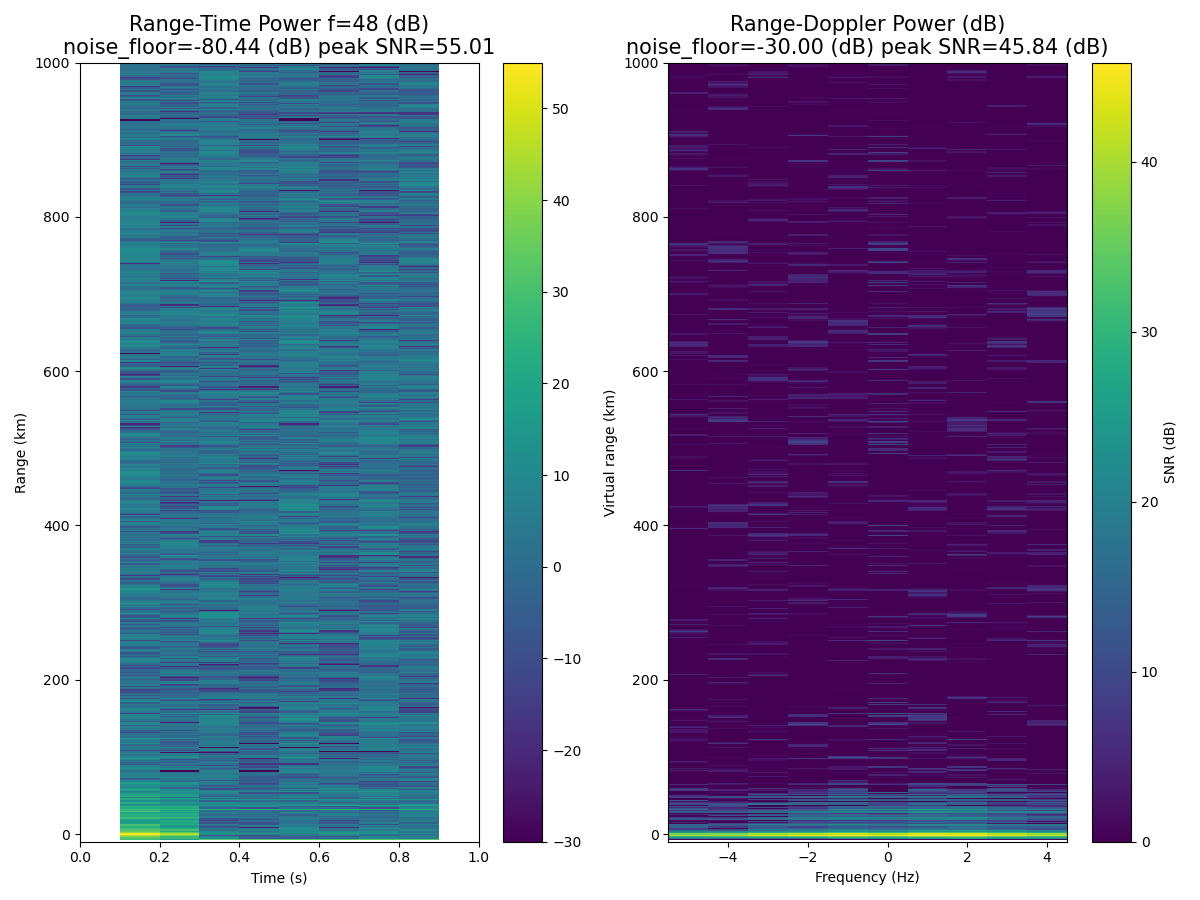 Range-Time Power f=48 (dB)
noise_floor=-80.44 (dB) peak SNR=55.01
Range (km)
1000
800
600
400
200
0
0.0 0.2 0.4 0.6 0.8 1.0
Time (s)
50
40
30
20
10
0
−10
−20
−30
Range-Doppler Power (dB)
noise_floor=-30.00 (dB) peak SNR=45.84 (dB)
Virtual range (km)
1000
800
600
400
200
0
−4 −2 0 2 4
Frequency (Hz)
40
30
20
10
0
SNR (dB)